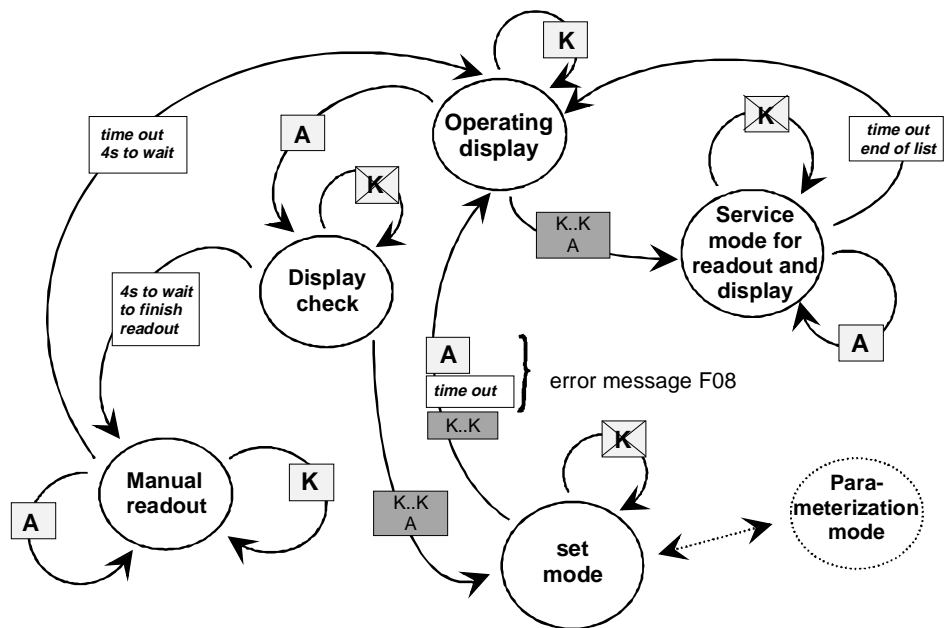 K
Operating
display
A
time out
4s to wait
K
time out
end of list
K
K..K
A
Service
mode for
readout and
display
Display
check
4s to wait
to finish
readout
A
A
time out
error message F08
K..K
K
Manual
readout
K
A
K..K
A
set
mode
Para-
meterization
mode